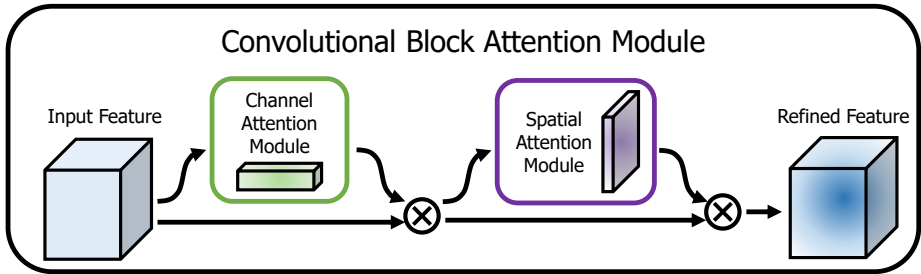 Convolutional Block Attention Module
Input Feature
Channel
Attention
Module
Spatial
Attention
Module
Refined Feature